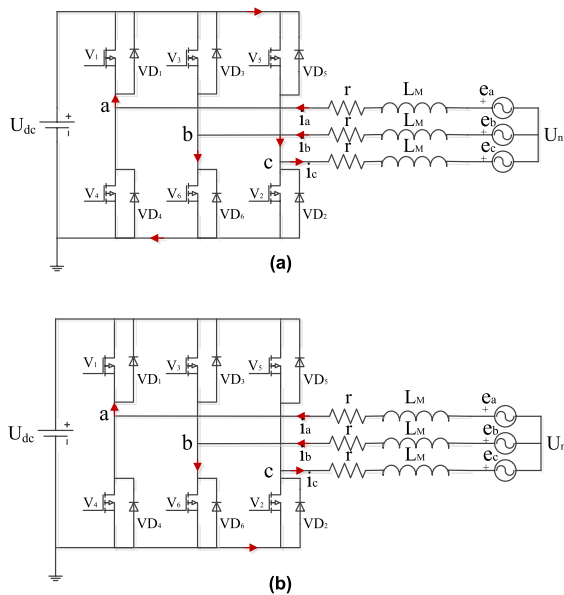 V1 V3 V5
VD1 VD3 VD5
a r LM ea
+
Udc + ia
b r LM eb Un
- ib +
c r LM ec
ic +
V4 V6 V2
VD4 VD6 VD2
(a)
V1 V3 V5
VD1 VD3 VD5
a r LM ea
+
Udc + ia
b r LM eb Ur
- ib +
c r LM ec
ic +
V4 V6 V2
VD4 VD6 VD2
(b)